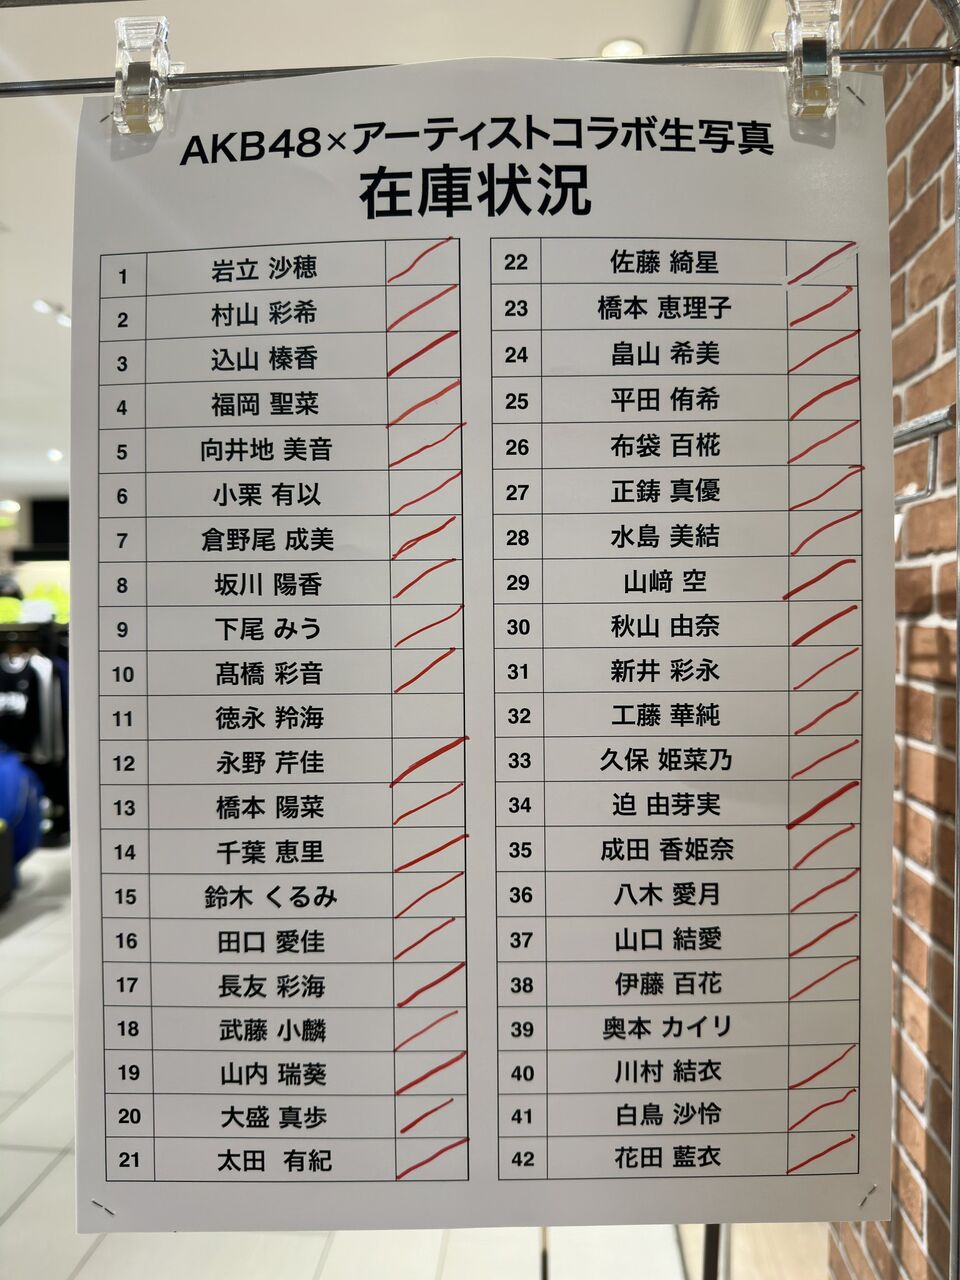 AKB48×アーティストコラボ生写真
在庫状況
1 岩立 沙穂
2 村山 彩希
3 込山 榛香
4 福岡 聖菜
5 向井地 美音
6 小栗 有以
7 倉野尾 成美
8 坂川 陽香
9 下尾 みう
10 髙橋 彩音
11 徳永 羚海
12 永野 芹佳
13 橋本 陽菜
14 千葉 恵里
15 鈴木 くるみ
16 田口 愛佳
17 長友 彩海
18 武藤 小麟
19 山内 瑞葵
20 大盛 真歩
21 太田 有紀
22 佐藤 綺星
23 橋本 恵理子
24 畠山 希美
25 平田 侑希
26 布袋 百椛
27 正鋳 真優
28 水島 美結
29 山﨑 空
30 秋山 由奈
31 新井 彩永
32 工藤 華純
33 久保 姫菜乃
34 迫 由芽実
35 成田 香姫奈
36 八木 愛月
37 山口 結愛
38 伊藤 百花
39 奥本 カイリ
40 川村 結衣
41 白鳥 沙怜
42 花田 藍衣